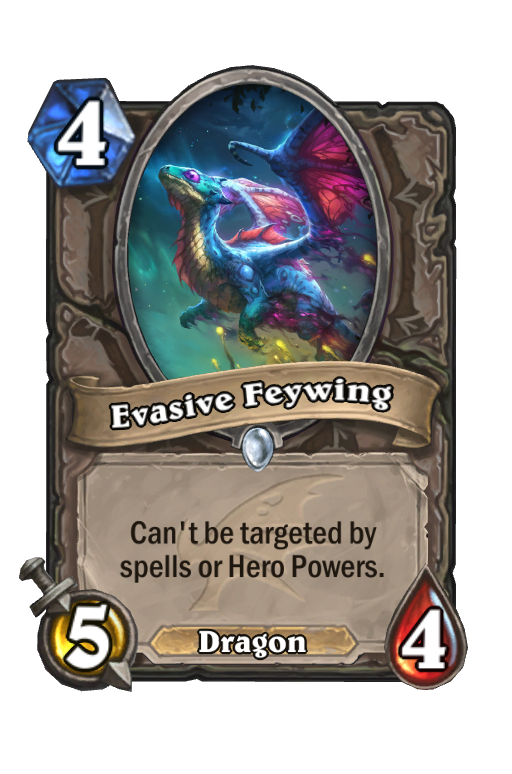 4
Evasive Feywing
Can't be targeted by
spells or Hero Powers.
5
Dragon
4